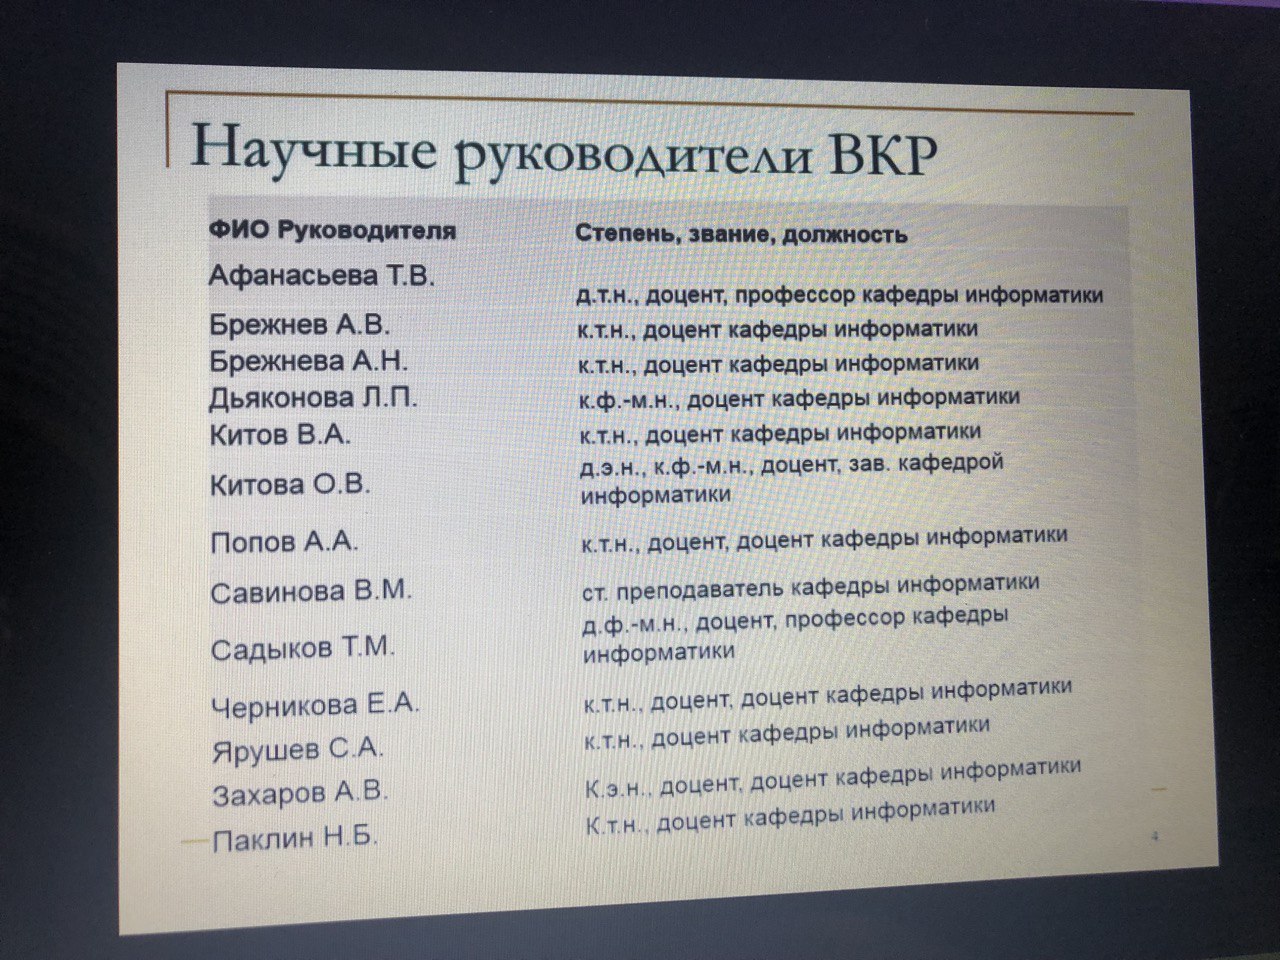 Научные руководители ВКР
ФИО Руководителя Степень, звание, должность
Афанасьева Т.В. д.т.н., доцент, профессор кафедры информатики
Брежнев А.В. к.т.н., доцент кафедры информатики
Брежнева А.Н. к.т.н., доцент кафедры информатики
Дьяконова Л.П. к.ф.-м.н., доцент кафедры информатики
Китов В.А. к.т.н., доцент кафедры информатики
Китова О.В. д.э.н., к.ф.-м.н., доцент, зав. кафедрой
информатики
Попов А.А. к.т.н., доцент, доцент кафедры информатики
Савинова В.М. ст. преподаватель кафедры информатики
Садыков Т.М. д.ф.-м.н., доцент, профессор кафедры
информатики
Черникова Е.А. к.т.н., доцент, доцент кафедры информатики
Ярушев С.А. к.т.н., доцент кафедры информатики
Захаров А.В. К.э.н., доцент, доцент кафедры информатики
Паклин Н.Б. К.т.н., доцент кафедры информатики
4